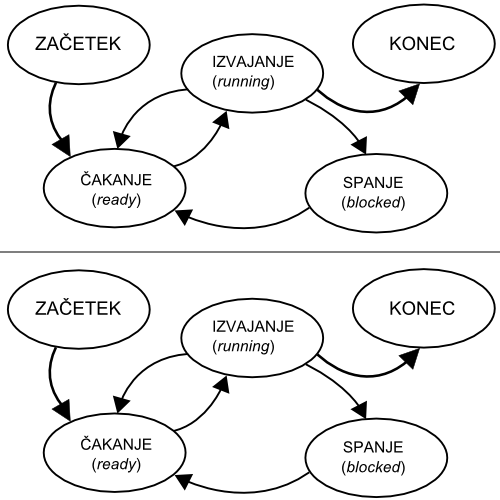 ZAČETEK
IZVAJANJE
(running)
KONEC
ČAKANJE
(ready)
SPANJE
(blocked)
ZAČETEK
IZVAJANJE
(running)
KONEC
ČAKANJE
(ready)
SPANJE
(blocked)